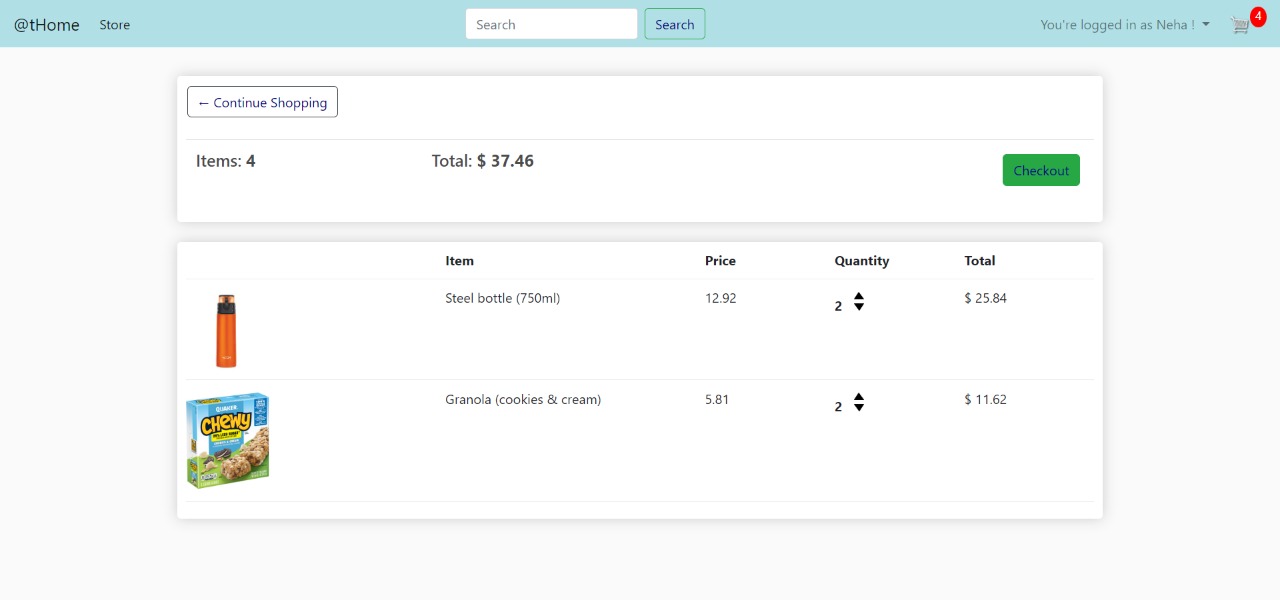 @tHome Store Search Search You're logged in as Neha ! 4
← Continue Shopping
Items: 4 Total: $ 37.46 Checkout
Item Price Quantity Total
Steel bottle (750ml) 12.92 2 $ 25.84
Granola (cookies & cream) 5.81 2 $ 11.62
QUAKER
CHEWY